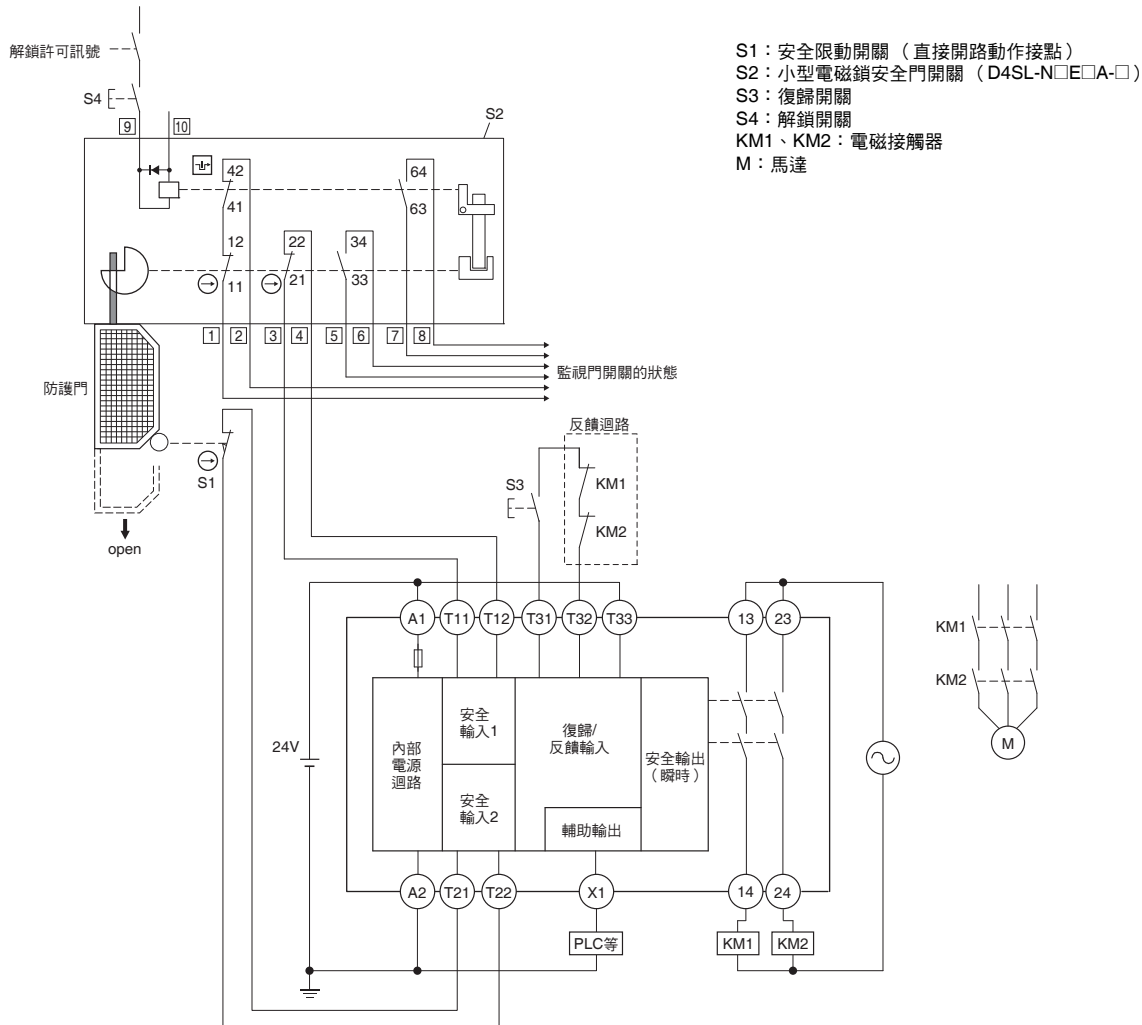 解鎖許可訊號
S4
9
10
S2
42
41
64
63
12
11
22
21
34
33
1
2
3
4
5
6
7
8
監視門開關的狀態
防護門
S1
open
S1：安全限動開關（直接開路動作接點）
S2：小型電磁鎖安全門開關（D4SL-N□E□A-□）
S3：復歸開關
S4：解鎖開關
KM1、KM2：電磁接觸器
M：馬達
反饋迴路
S3
KM1
KM2
A1
T11
T12
T31
T32
T33
13
23
24V
內部
電源
迴路
安全
輸入1
安全
輸入2
復歸/
反饋輸入
輔助輸出
安全輸出
（瞬時）
A2
T21
T22
X1
14
24
PLC等
KM1
KM2
KM1
KM2
M